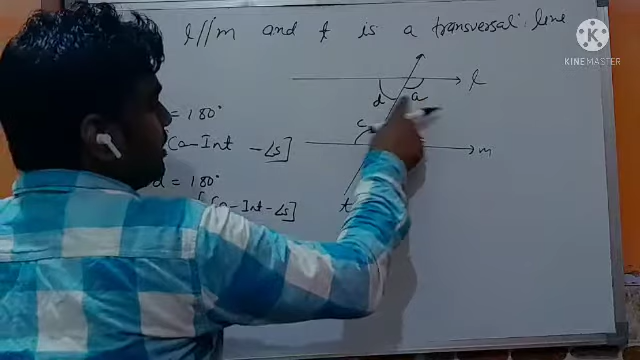 l//m and t is a transversal line
K
KINEMASTER
l
d a
= 180°
c
Co-Int -∠s]
m
d = 180°
[Co-Int-∠s]
t